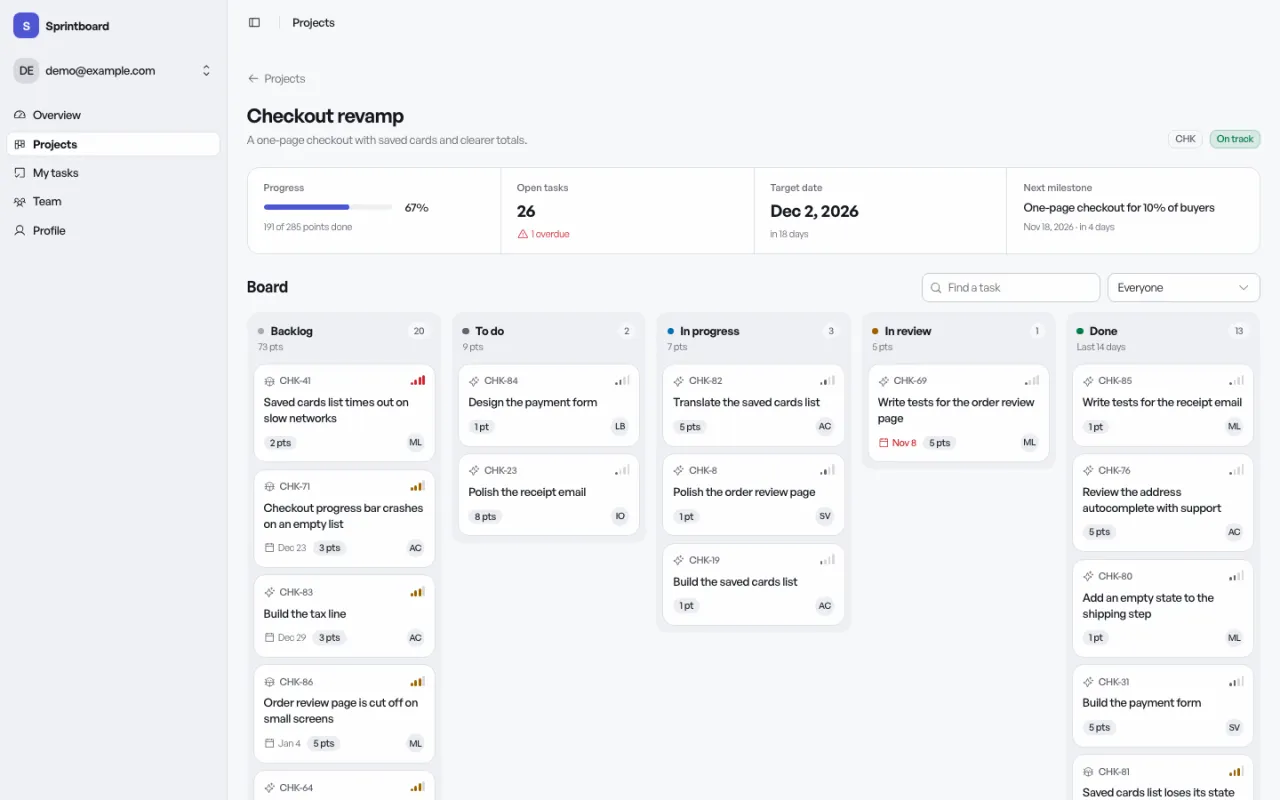 S Sprintboard
DE demo@example.com
Overview
Projects
My tasks
Team
Profile
Projects
Projects
Checkout revamp
A one-page checkout with saved cards and clearer totals.
CHK
On track
Progress
67%
191 of 285 points done
Open tasks
26
1 overdue
Target date
Dec 2, 2026
in 18 days
Next milestone
One-page checkout for 10% of buyers
Nov 18, 2026 · in 4 days
Board
Find a task
Everyone
Backlog 20
73 pts
CHK-41
Saved cards list times out on
slow networks
2 pts ML
CHK-71
Checkout progress bar crashes
on an empty list
Dec 23 3 pts AC
CHK-83
Build the tax line
Dec 29 3 pts AC
CHK-86
Order review page is cut off on
small screens
Jan 4 5 pts ML
CHK-64
To do 2
9 pts
CHK-84
Design the payment form
1 pt LB
CHK-23
Polish the receipt email
8 pts IO
In progress 3
7 pts
CHK-82
Translate the saved cards list
5 pts AC
CHK-8
Polish the order review page
1 pt SV
CHK-19
Build the saved cards list
1 pt AC
In review 1
5 pts
CHK-69
Write tests for the order review
page
Nov 8 5 pts ML
Done 13
Last 14 days
CHK-85
Write tests for the receipt email
1 pt ML
CHK-76
Review the address
autocomplete with support
5 pts AC
CHK-80
Add an empty state to the
shipping step
1 pt ML
CHK-31
Build the payment form
5 pts SV
CHK-81
Saved cards list loses its state